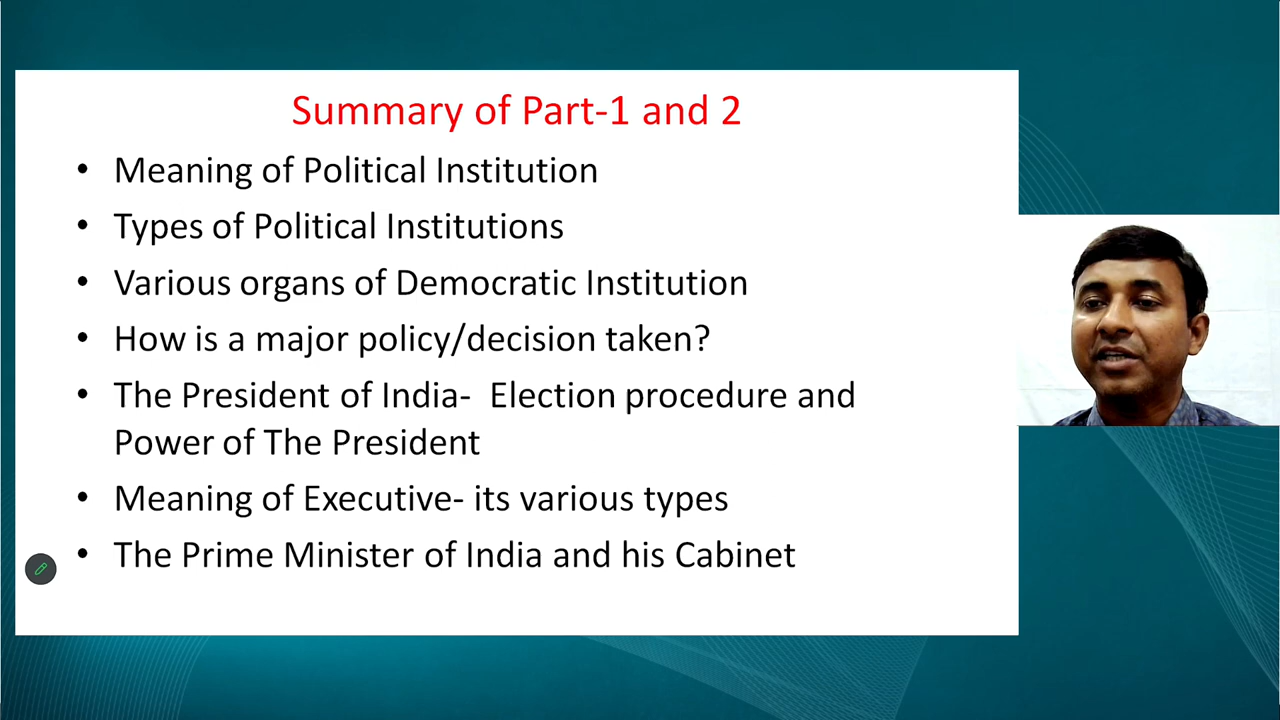 Summary of Part-1 and 2
• Meaning of Political Institution
• Types of Political Institutions
• Various organs of Democratic Institution
• How is a major policy/decision taken?
• The President of India-  Election procedure and
Power of The President
• Meaning of Executive- its various types
• The Prime Minister of India and his Cabinet